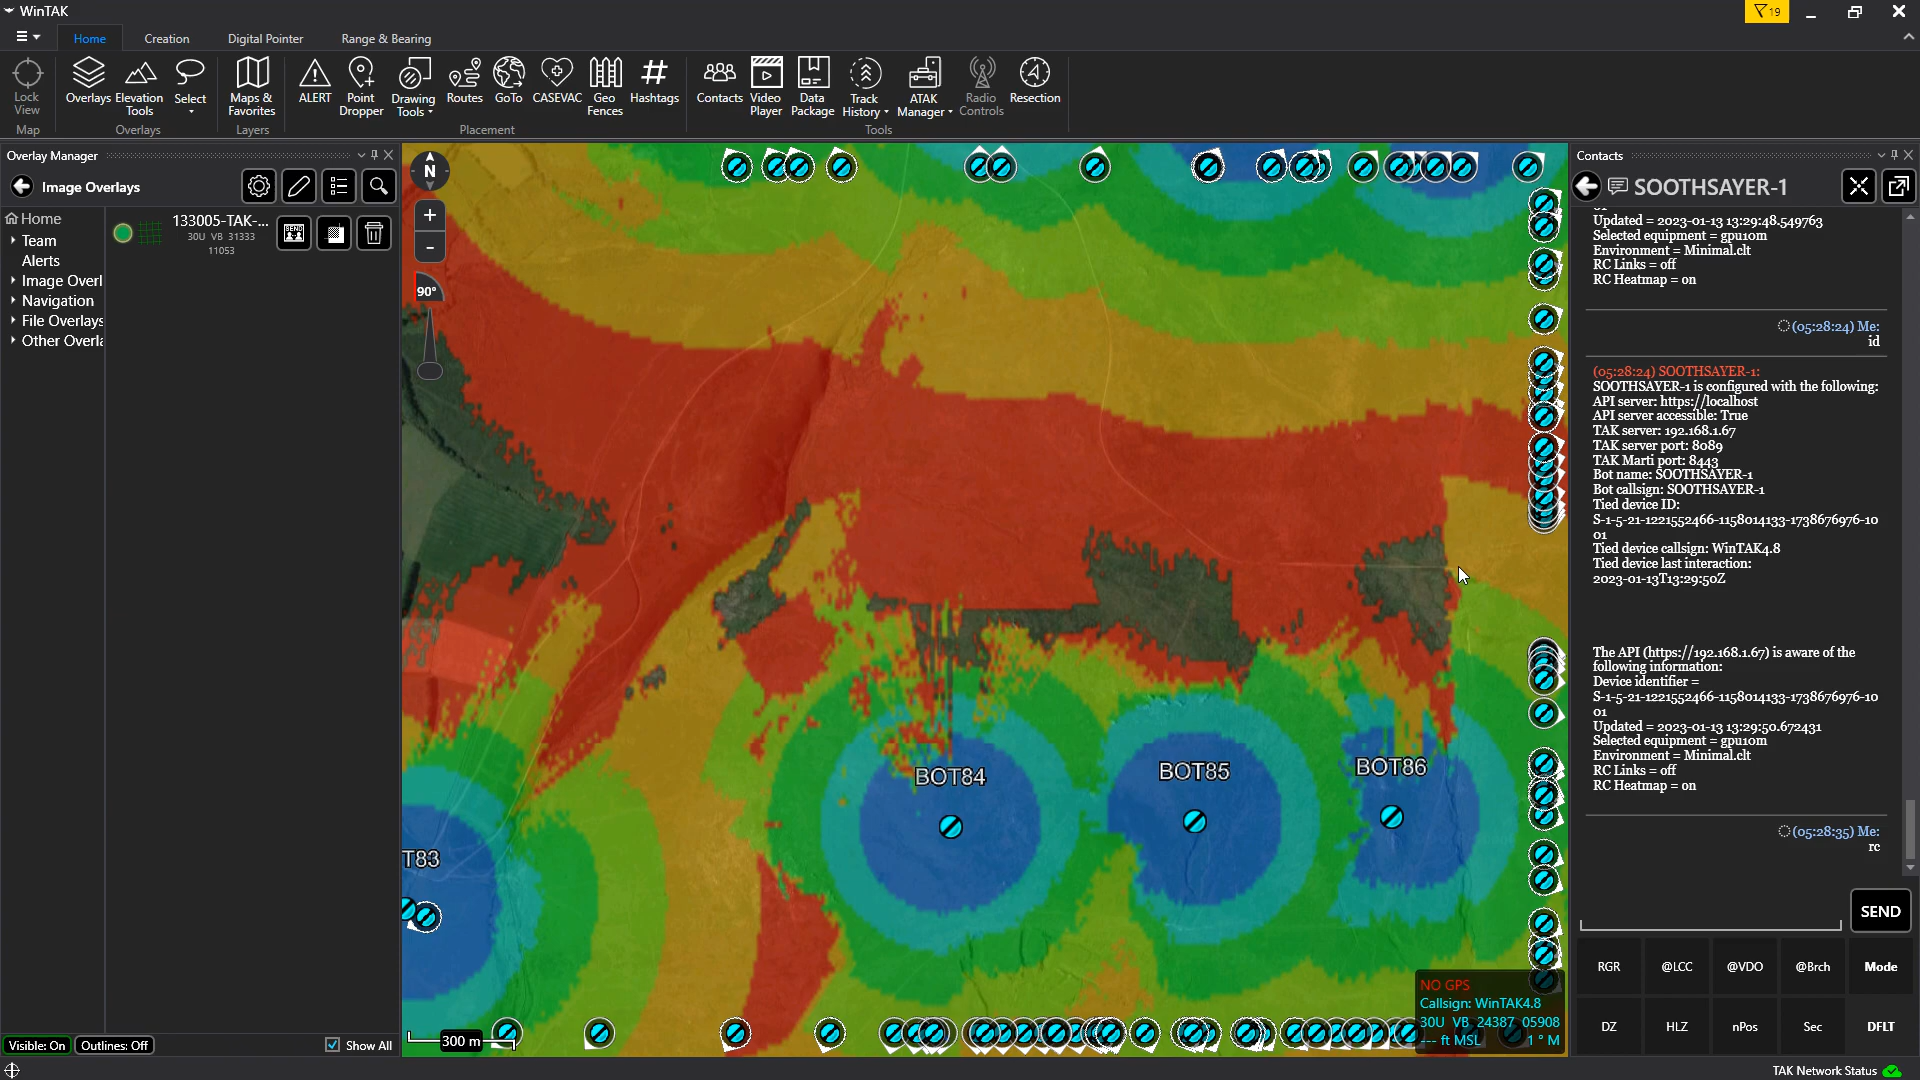 WinTAK
19
Home
Creation
Digital Pointer
Range & Bearing
Lock
View
Overlays
Elevation
Tools
Select
Maps &
Favorites
ALERT
Point
Dropper
Drawing
Tools
Routes
GoTo
CASEVAC
Geo
Fences
Hashtags
Contacts
Video
Player
Data
Package
Track
History
ATAK
Manager
Radio
Controls
Resection
Map
Overlays
Layers
Placement
Tools
Overlay Manager
Image Overlays
Home
Team
Alerts
Image Overl
Navigation
File Overlays
Other Overla
133005-TAK-...
30U VB 31333
11053
SEND
Visible: On
Outlines: Off
Show All
N
+
-
90°
BOT84
BOT85
BOT86
T83
300 m
NO GPS
Callsign: WinTAK4.8
30U VB 24387 05908
--- ft MSL
1 ° M
Contacts
SOOTHSAYER-1
Updated = 2023-01-13 13:29:48.549763
Selected equipment = gpu10m
Environment = Minimal.clt
RC Links = off
RC Heatmap = on
(05:28:24) Me:
id
(05:28:24) SOOTHSAYER-1:
SOOTHSAYER-1 is configured with the following:
API server: https://localhost
API server accessible: True
TAK server: 192.168.1.67
TAK server port: 8089
TAK Marti port: 8443
Bot name: SOOTHSAYER-1
Bot callsign: SOOTHSAYER-1
Tied device ID:
S-1-5-21-1221552466-1158014133-1738676976-10
01
Tied device callsign: WinTAK4.8
Tied device last interaction:
2023-01-13T13:29:50Z
The API (https://192.168.1.67) is aware of the
following information:
Device identifier =
S-1-5-21-1221552466-1158014133-1738676976-10
01
Updated = 2023-01-13 13:29:50.672431
Selected equipment = gpu10m
Environment = Minimal.clt
RC Links = off
RC Heatmap = on
(05:28:35) Me:
rc
SEND
RGR
@LCC
@VDO
@Brch
Mode
DZ
HLZ
nPos
Sec
DFLT
TAK Network Status